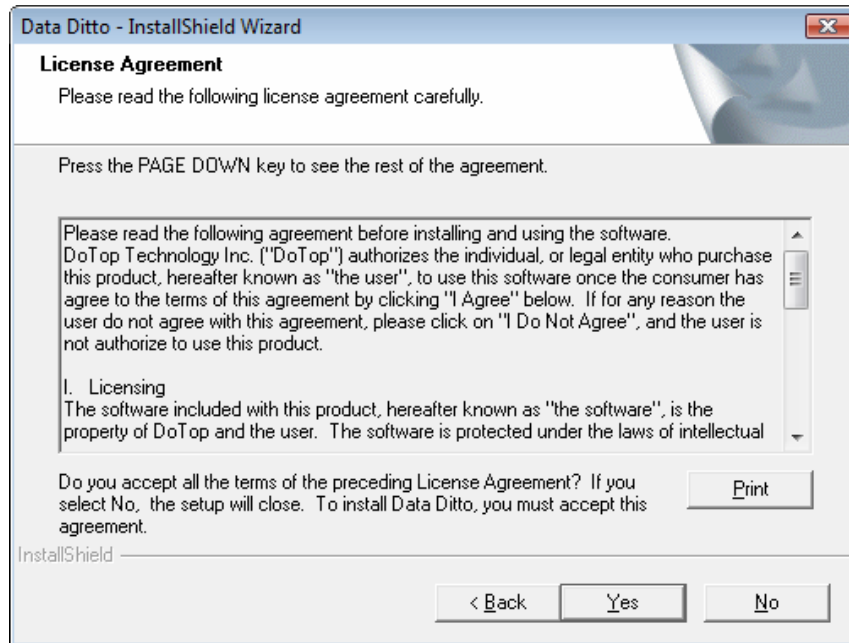 Data Ditto - InstallShield Wizard
License Agreement
Please read the following license agreement carefully.
Press the PAGE DOWN key to see the rest of the agreement.
Please read the following agreement before installing and using the software.
DoTop Technology Inc. ("DoTop") authorizes the individual, or legal entity who purchase
this product, hereafter known as "the user", to use this software once the consumer has
agree to the terms of this agreement by clicking "I Agree" below.  If for any reason the
user do not agree with this agreement, please click on "I Do Not Agree", and the user is
not authorize to use this product.
I.   Licensing
The software included with this product, hereafter known as "the software", is the
property of DoTop and the user.  The software is protected under the laws of intellectual
Do you accept all the terms of the preceding License Agreement?  If you
select No,  the setup will close.  To install Data Ditto, you must accept this
agreement.
Print
InstallShield
< Back
Yes
No